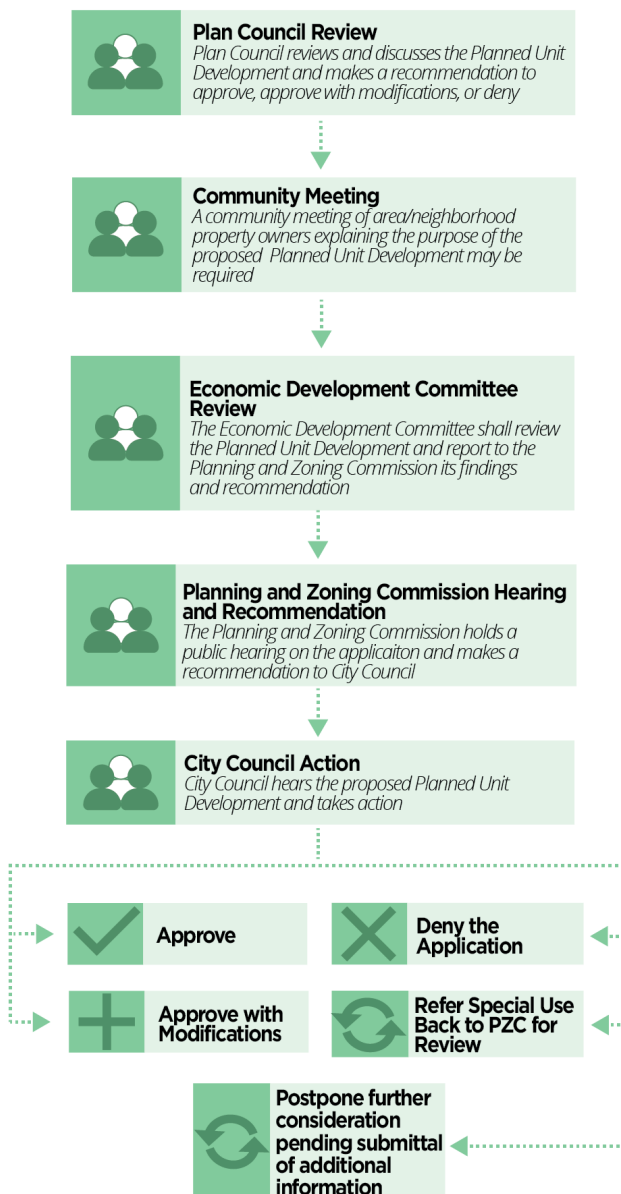 Plan Council Review
Plan Council reviews and discusses the Planned Unit
Development and makes a recommendation to
approve, approve with modifications, or deny
Community Meeting
A community meeting of area/neighborhood
property owners explaining the purpose of the
proposed Planned Unit Development may be
required
Economic Development Committee
Review
The Economic Development Committee shall review
the Planned Unit Development and report to the
Planning and Zoning Commission its findings
and recommendation
Planning and Zoning Commission Hearing
and Recommendation
The Planning and Zoning Commission holds a
public hearing on the applicaiton and makes a
recommendation to City Council
City Council Action
City Council hears the proposed Planned Unit
Development and takes action
Approve
Deny the
Application
Approve with
Modifications
Refer Special Use
Back to PZC for
Review
Postpone further
consideration
pending submittal
of additional
information